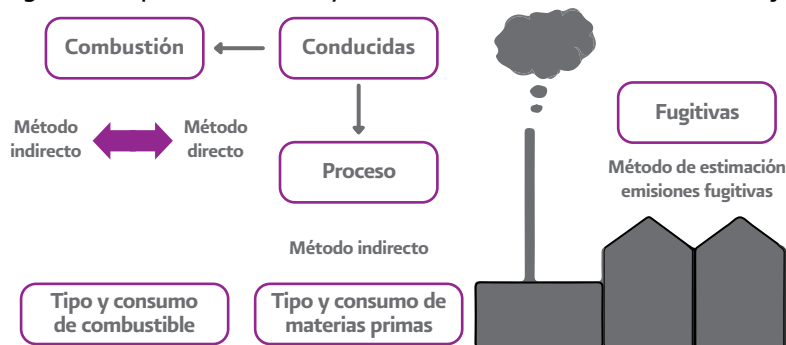 Combustión
Conducidas
Fugitivas
Método
indirecto
Método
directo
Proceso
Método de estimación
emisiones fugitivas
Método indirecto
Tipo y consumo
de combustible
Tipo y consumo de
materias primas